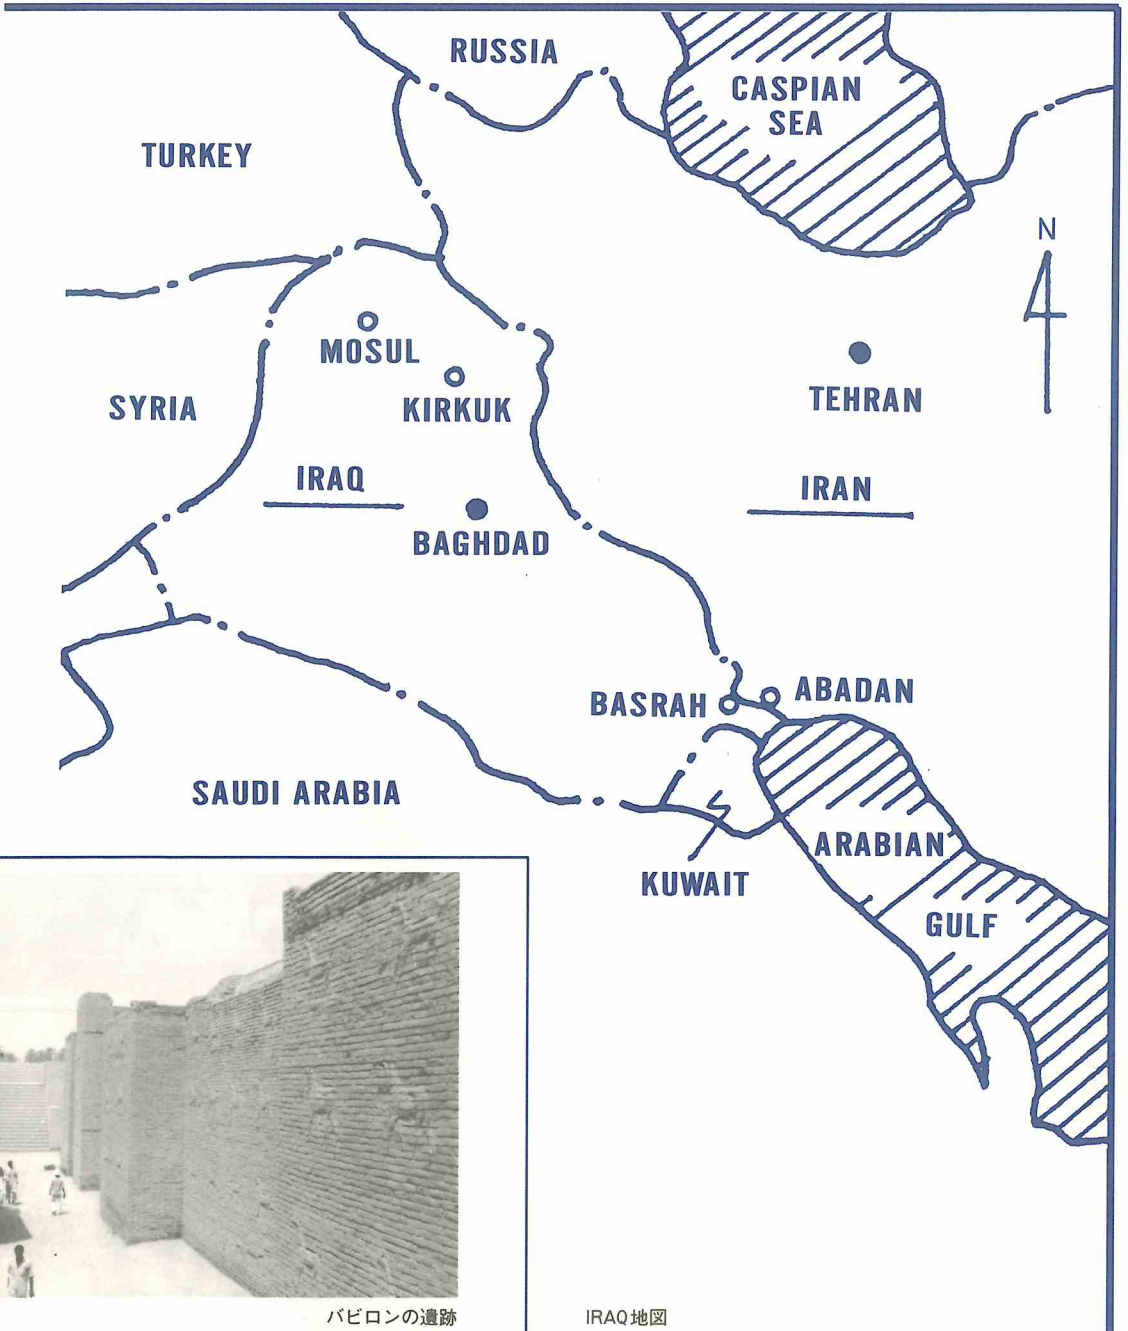 RUSSIA
CASPIAN
SEA
TURKEY
N
MOSUL
KIRKUK
TEHRAN
SYRIA
IRAQ
IRAN
BAGHDAD
BASRAH
ABADAN
SAUDI ARABIA
KUWAIT
ARABIAN
GULF
バビロンの遺跡
IRAQ地図